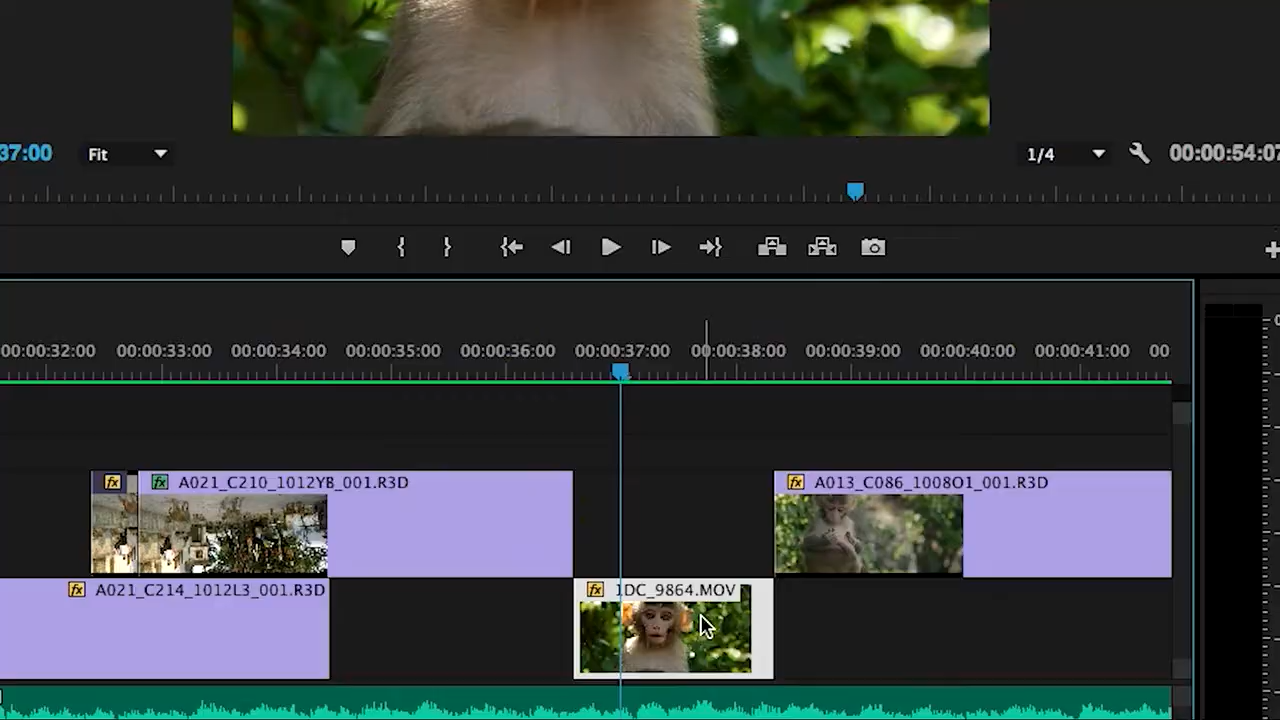 37:00 Fit 1/4 00:00:54:07
00:00:32:00 00:00:33:00 00:00:34:00 00:00:35:00 00:00:36:00 00:00:37:00 00:00:38:00 00:00:39:00 00:00:40:00 00:00:41:00 00
fx fx A021_C210_1012YB_001.R3D fx A013_C086_1008O1_001.R3D
fx A021_C214_1012L3_001.R3D fx 1DC_9864.MOV